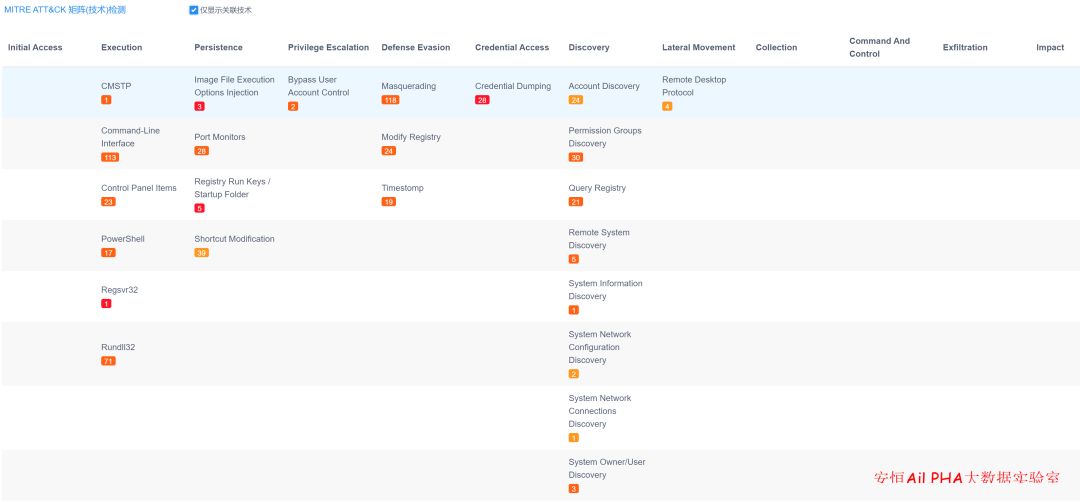 MITRE ATT&CK 矩阵(技术)检测
仅显示关联技术
Initial Access
Execution
Persistence
Privilege Escalation
Defense Evasion
Credential Access
Discovery
Lateral Movement
Collection
Command And
Control
Exfiltration
Impact
CMSTP
1
Image File Execution
Options Injection
3
Bypass User
Account Control
2
Masquerading
118
Credential Dumping
28
Account Discovery
24
Remote Desktop
Protocol
4
Command-Line
Interface
113
Port Monitors
28
Modify Registry
24
Permission Groups
Discovery
30
Control Panel Items
23
Registry Run Keys /
Startup Folder
5
Timestomp
19
Query Registry
21
PowerShell
17
Shortcut Modification
39
Remote System
Discovery
5
Regsvr32
1
System Information
Discovery
1
Rundll32
71
System Network
Configuration
Discovery
2
System Network
Connections
Discovery
1
System Owner/User
Discovery
3
安恒AiLPHA大数据实验室